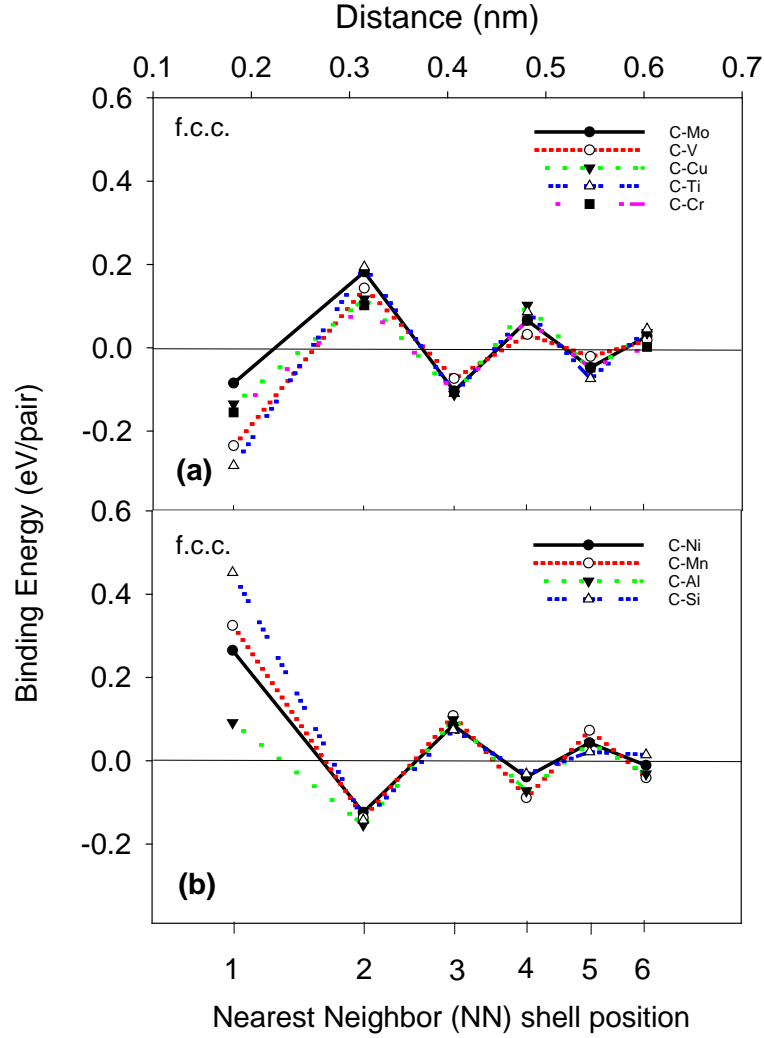 Distance (nm)
0.1 0.2 0.3 0.4 0.5 0.6 0.7
0.6
f.c.c.
C-Mo
C-V
C-Cu
C-Ti
C-Cr
0.4
0.2
0.0
-0.2
(a)
Binding Energy (eV/pair)
0.6
f.c.c.
C-Ni
C-Mn
C-Al
C-Si
0.4
0.2
0.0
-0.2
(b)
1 2 3 4 5 6
Nearest Neighbor (NN) shell position